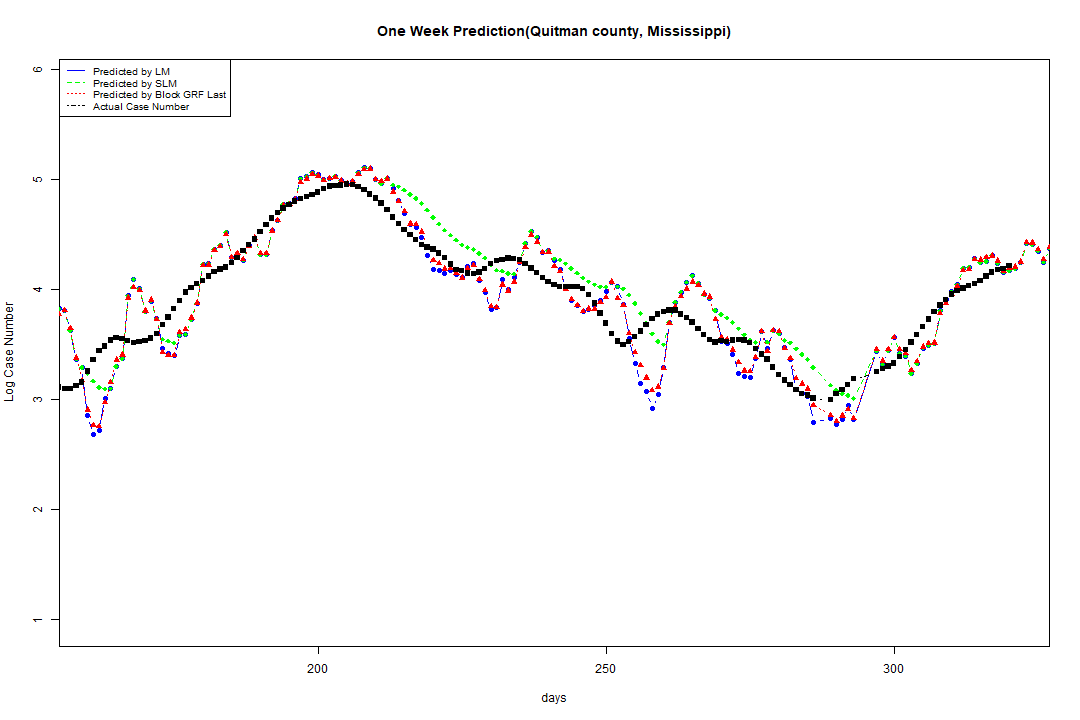 One Week Prediction(Quitman county, Mississippi)
Predicted by LM
Predicted by SLM
Predicted by Block GRF Last
Actual Case Number
6
5
4
3
2
1
Log Case Number
200
250
300
days